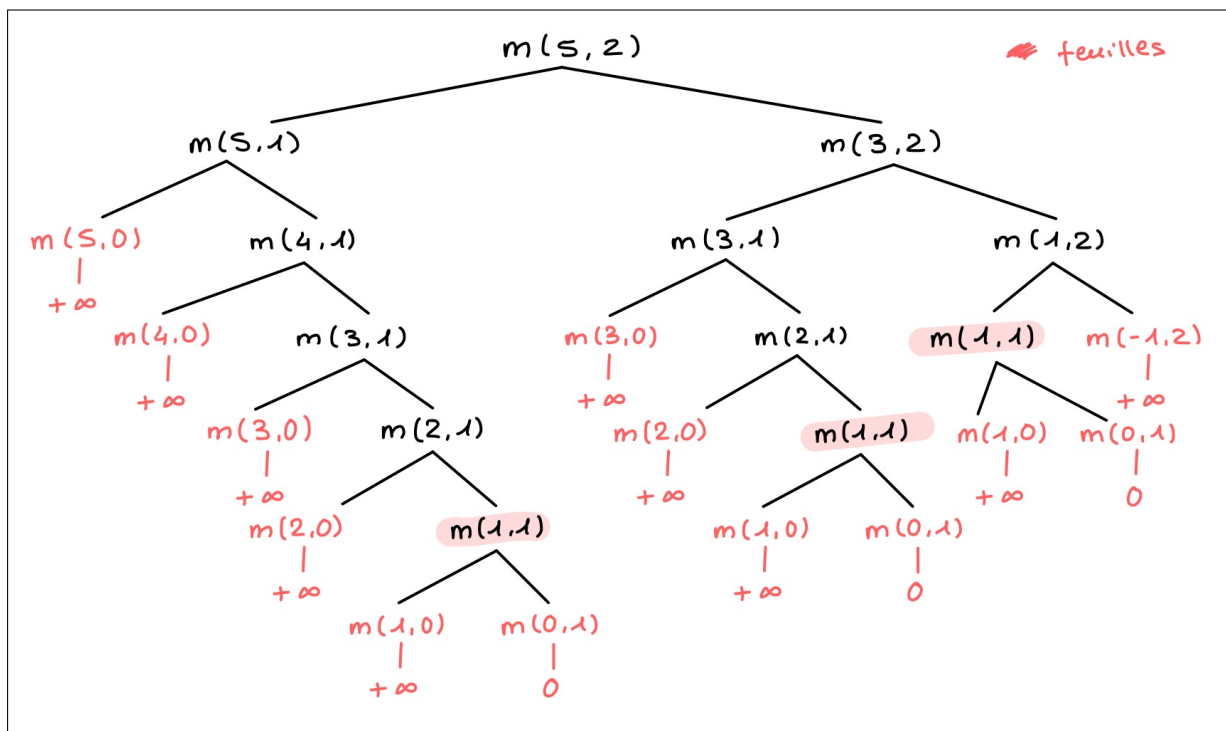 m(5,2)
feuilles
m(5,1) m(3,2)
m(5,0) m(4,1) m(3,1) m(1,2)
+∞
m(4,0) m(3,1) m(3,0) m(2,1) m(1,1) m(-1,2)
+∞ +∞ +∞
m(3,0) m(2,1) m(2,0) m(1,1) m(1,0) m(0,1)
+∞ +∞ +∞ 0
m(2,0) m(1,1) m(1,0) m(0,1)
+∞ +∞ 0
m(1,0) m(0,1)
+∞ 0